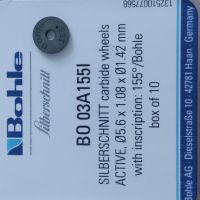 Bohle
Silberschnitt
BO 03A155I
SILBERSCHNITT carbide wheels
ACTIVE, Ø5.6 x 1.08 x Ø1.42 mm
with inscription: 155°/Bohle
box of 10
Bohle AG · Dieselstraße 10 · 42781 Haan · Germany
132510077568